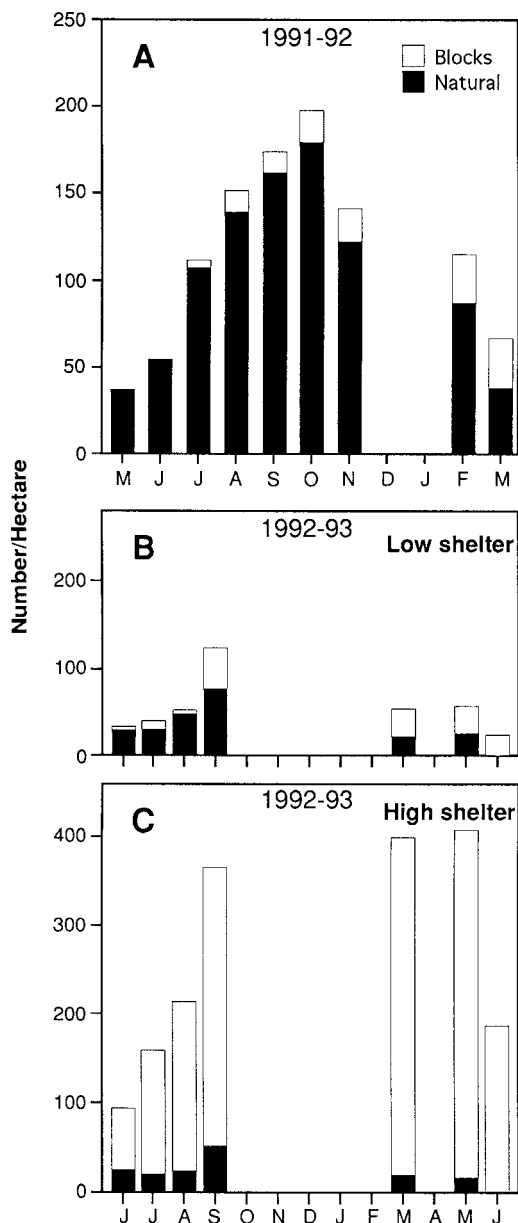 250
1991-92
A
Blocks
Natural
200
150
100
50
0
M J J A S O N D J F M
Number/Hectare
1992-93
B
Low shelter
200
100
0
1992-93
C
High shelter
400
300
200
100
0
J J A S O N D J F M A M J